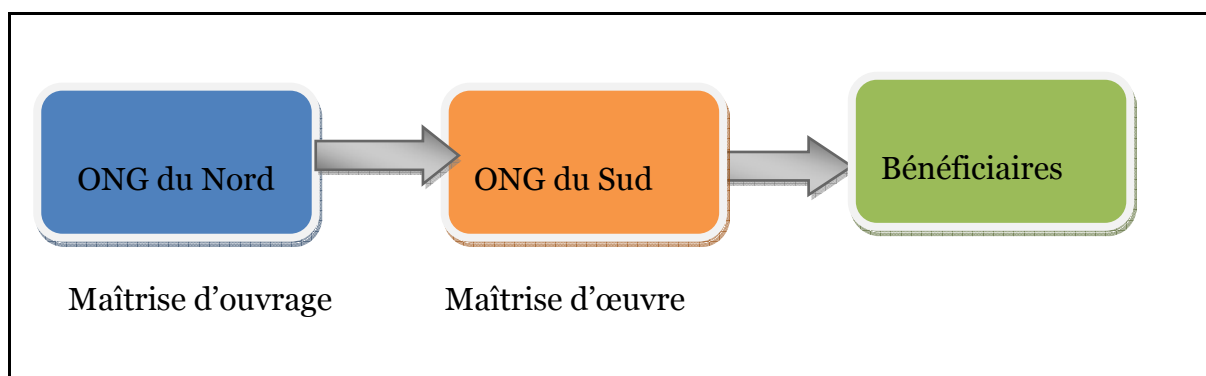 ONG du Nord
ONG du Sud
Bénéficiaires
Maîtrise d’ouvrage
Maîtrise d’œuvre